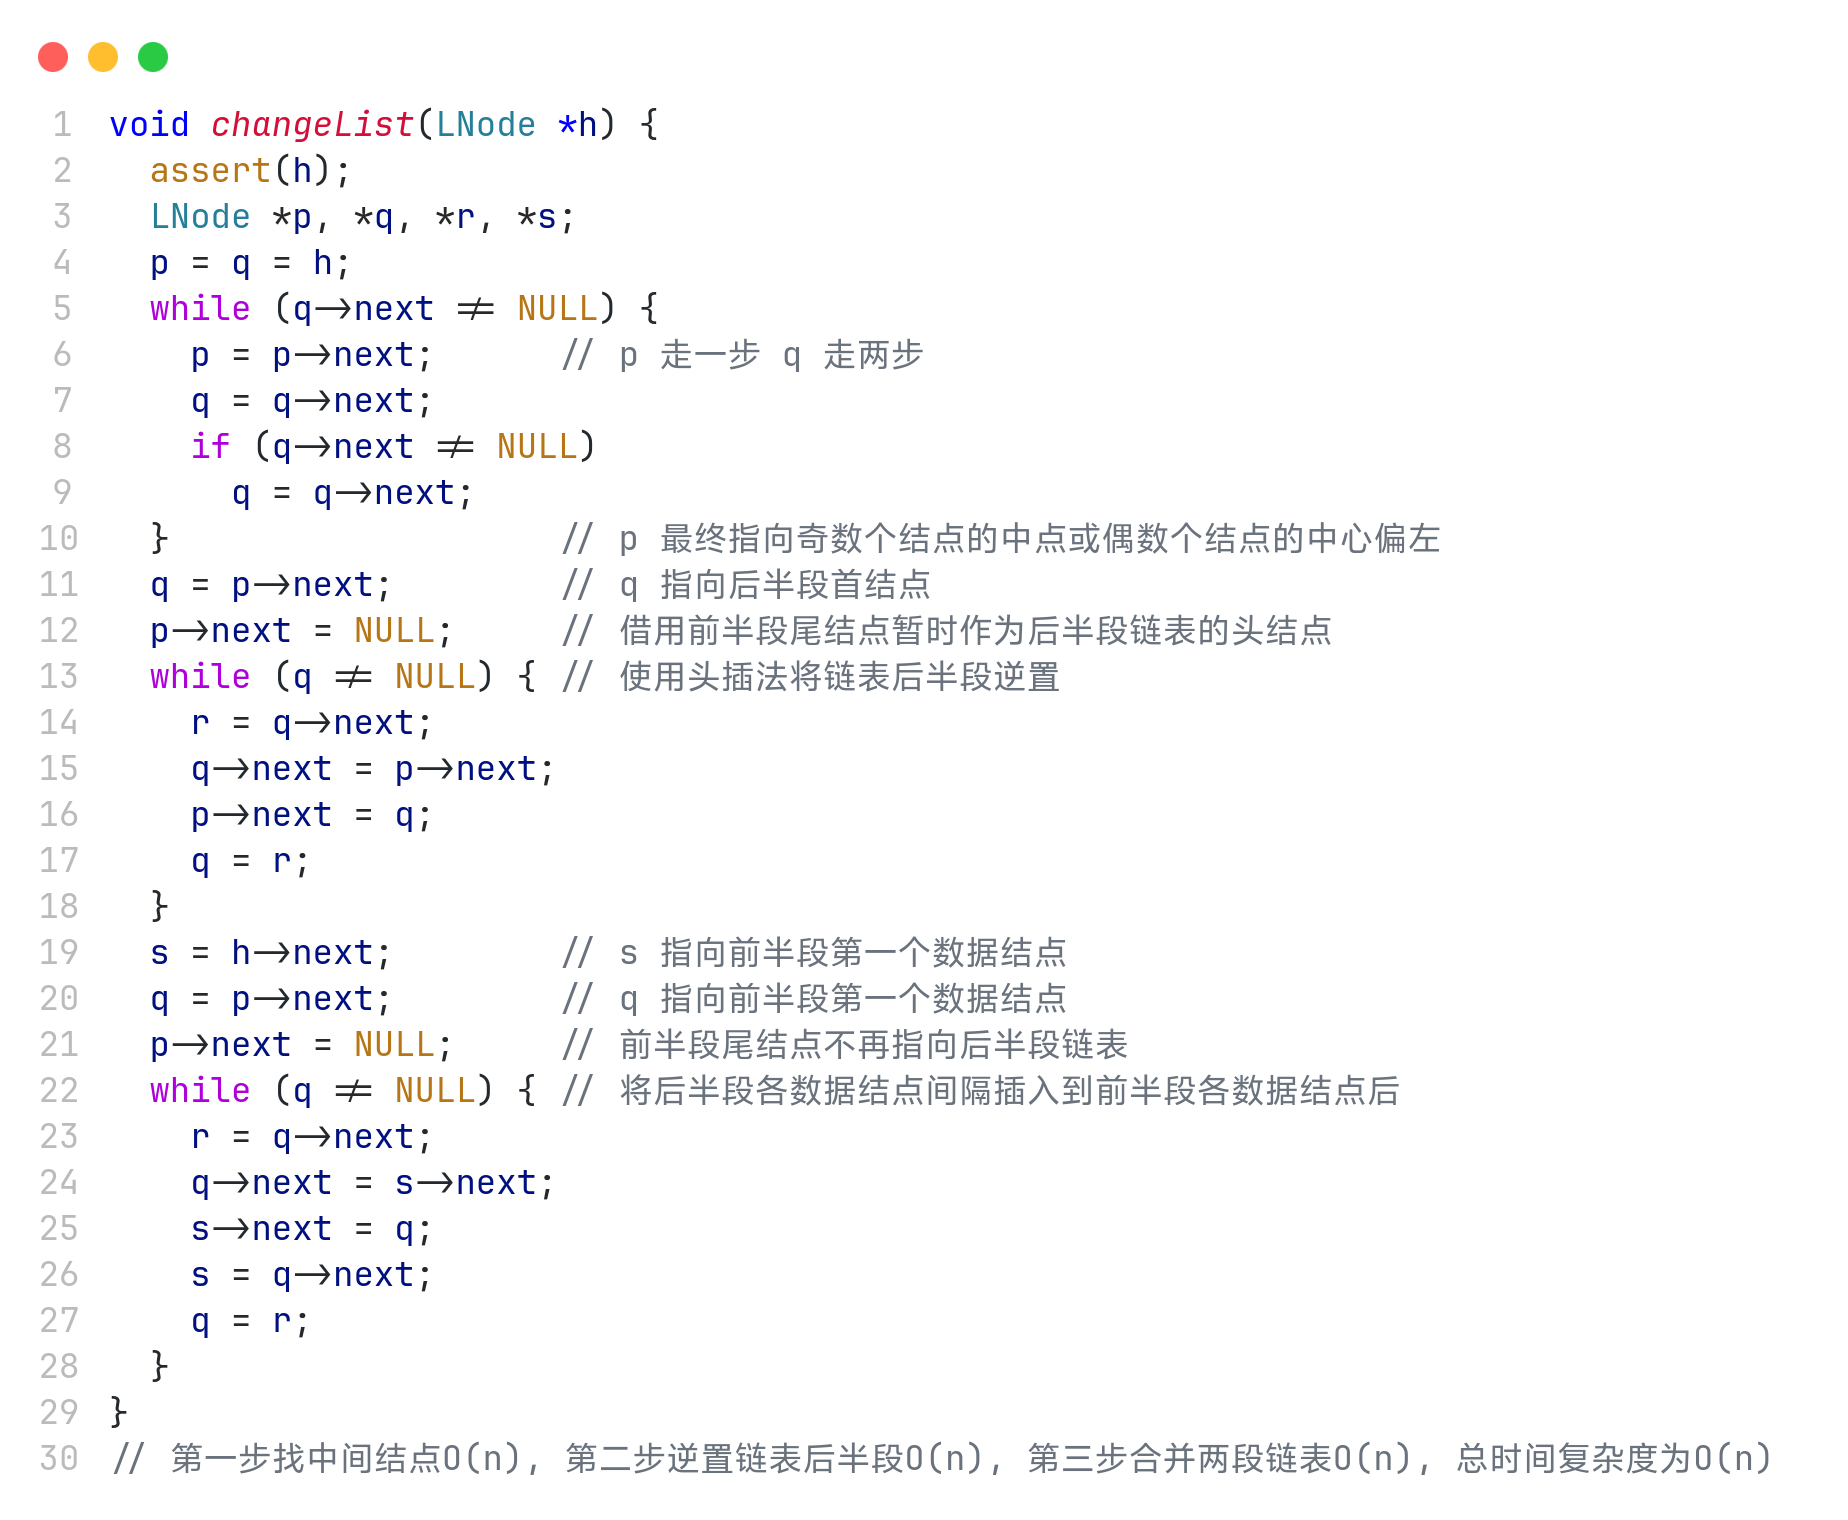 1 void changeList(LNode *h) {
2   assert(h);
3   LNode *p, *q, *r, *s;
4   p = q = h;
5   while (q->next != NULL) {
6     p = p->next;      // p 走一步 q 走两步
7     q = q->next;
8     if (q->next != NULL)
9       q = q->next;
10   }                   // p 最终指向奇数个结点的中点或偶数个结点的中心偏左
11   q = p->next;        // q 指向后半段首结点
12   p->next = NULL;     // 借用前半段尾结点暂时作为后半段链表的头结点
13   while (q != NULL) { // 使用头插法将链表后半段逆置
14     r = q->next;
15     q->next = p->next;
16     p->next = q;
17     q = r;
18   }
19   s = h->next;        // s 指向前半段第一个数据结点
20   q = p->next;        // q 指向前半段第一个数据结点
21   p->next = NULL;     // 前半段尾结点不再指向后半段链表
22   while (q != NULL) { // 将后半段各数据结点间隔插入到前半段各数据结点后
23     r = q->next;
24     q->next = s->next;
25     s->next = q;
26     s = q->next;
27     q = r;
28   }
29 }
30 // 第一步找中间结点O(n), 第二步逆置链表后半段O(n), 第三步合并两段链表O(n), 总时间复杂度为O(n)